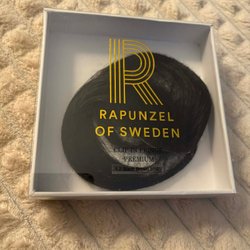 R
RAPUNZEL
OF SWEDEN
CLIP-IN FRINGE
PREMIUM